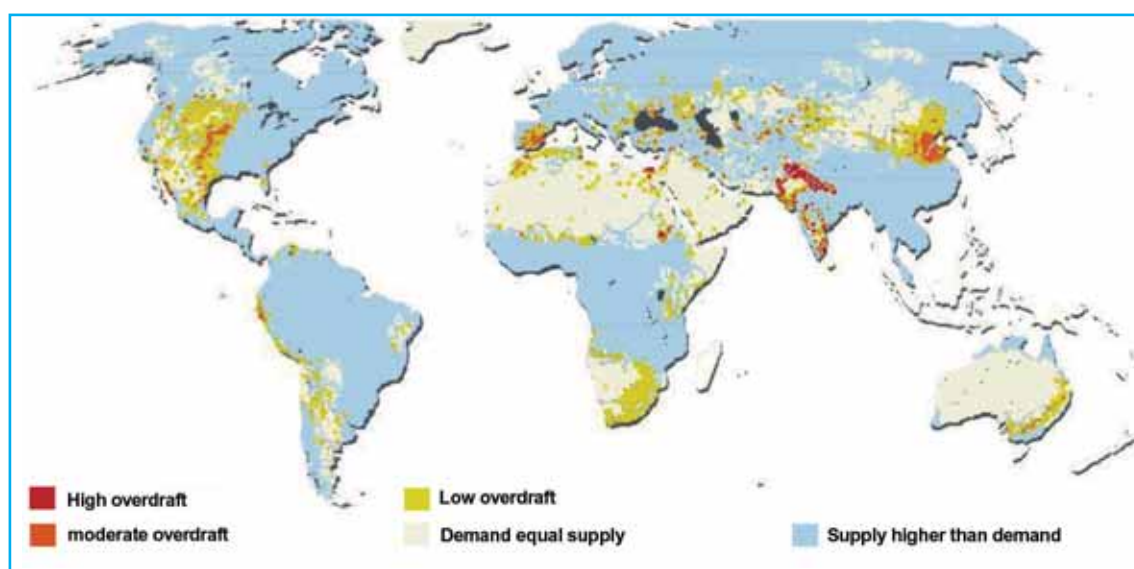 High overdraft
moderate overdraft
Low overdraft
Demand equal supply
Supply higher than demand